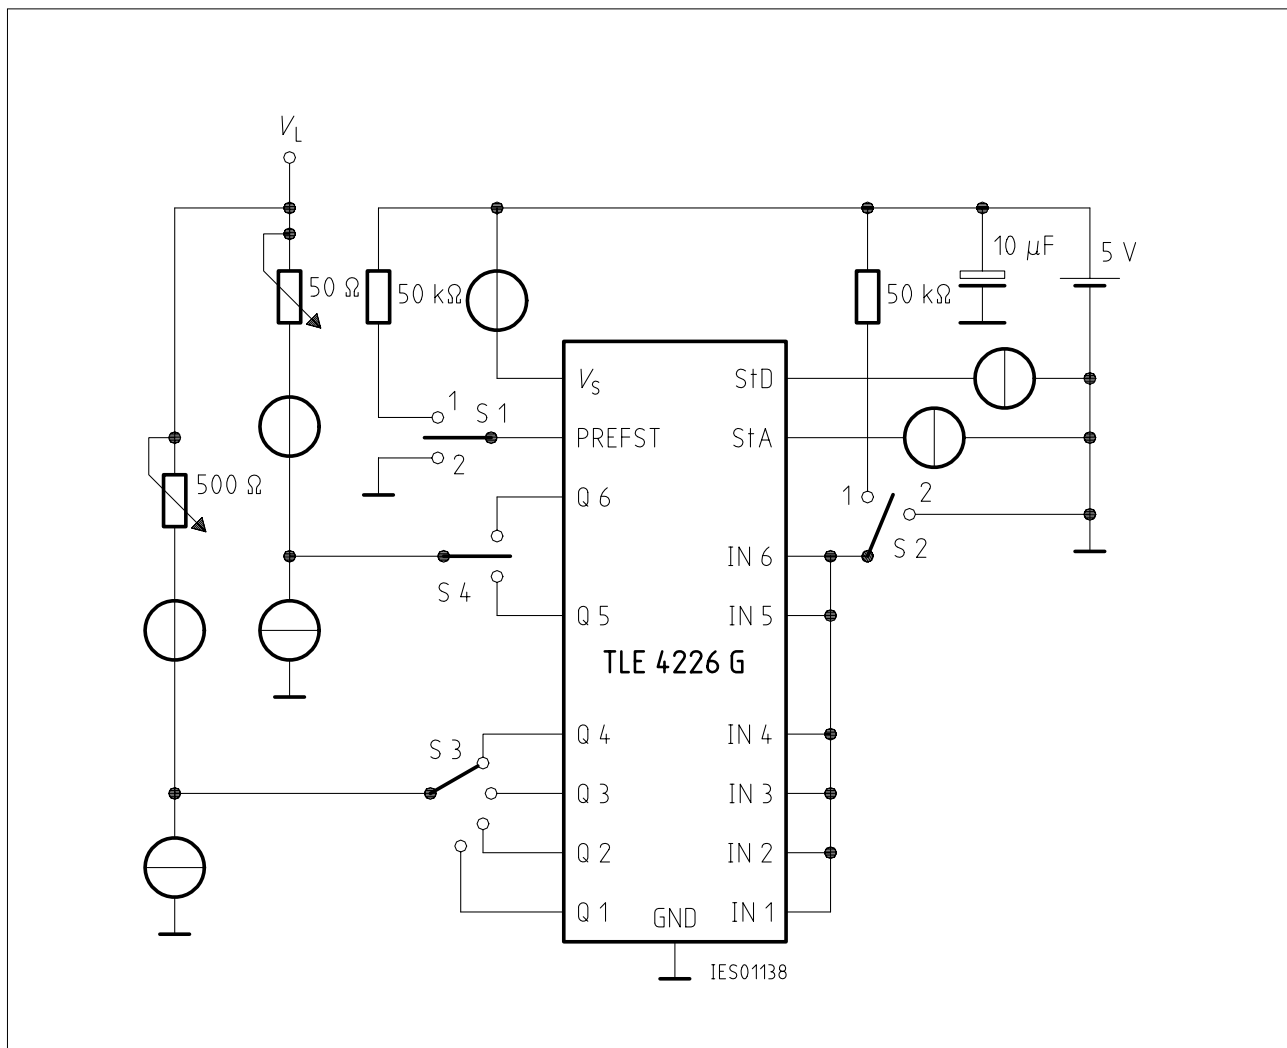 VL
10 µF
5 V
50 Ω
50 kΩ
50 kΩ
VS
StD
1
S 1
PREFST
StA
2
500 Ω
Q 6
1
2
S 2
IN 6
S 4
Q 5
IN 5
TLE 4226 G
S 3
Q 4
IN 4
Q 3
IN 3
Q 2
IN 2
Q 1
GND
IN 1
IES01138